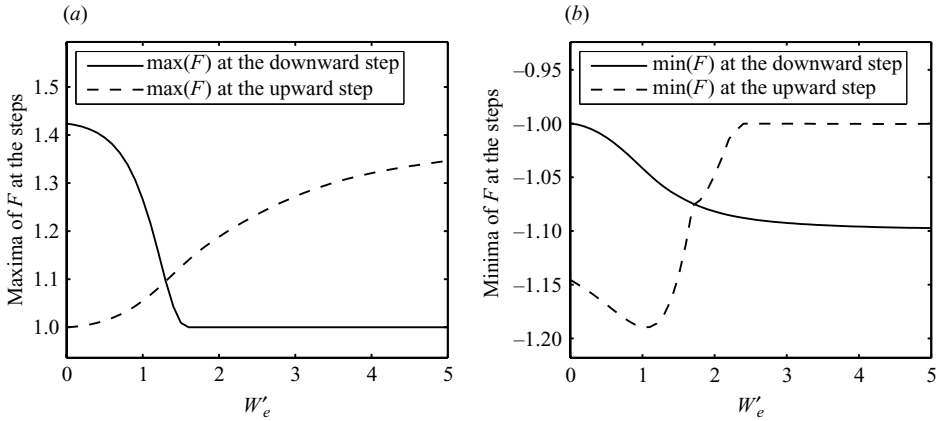 (a)
Maxima of F at the steps
1.5
1.4
1.3
1.2
1.1
1.0
max(F) at the downward step
max(F) at the upward step
0 1 2 3 4 5
W′e
(b)
Minima of F at the steps
−0.95
−1.00
−1.05
−1.10
−1.15
−1.20
min(F) at the downward step
min(F) at the upward step
0 1 2 3 4 5
W′e